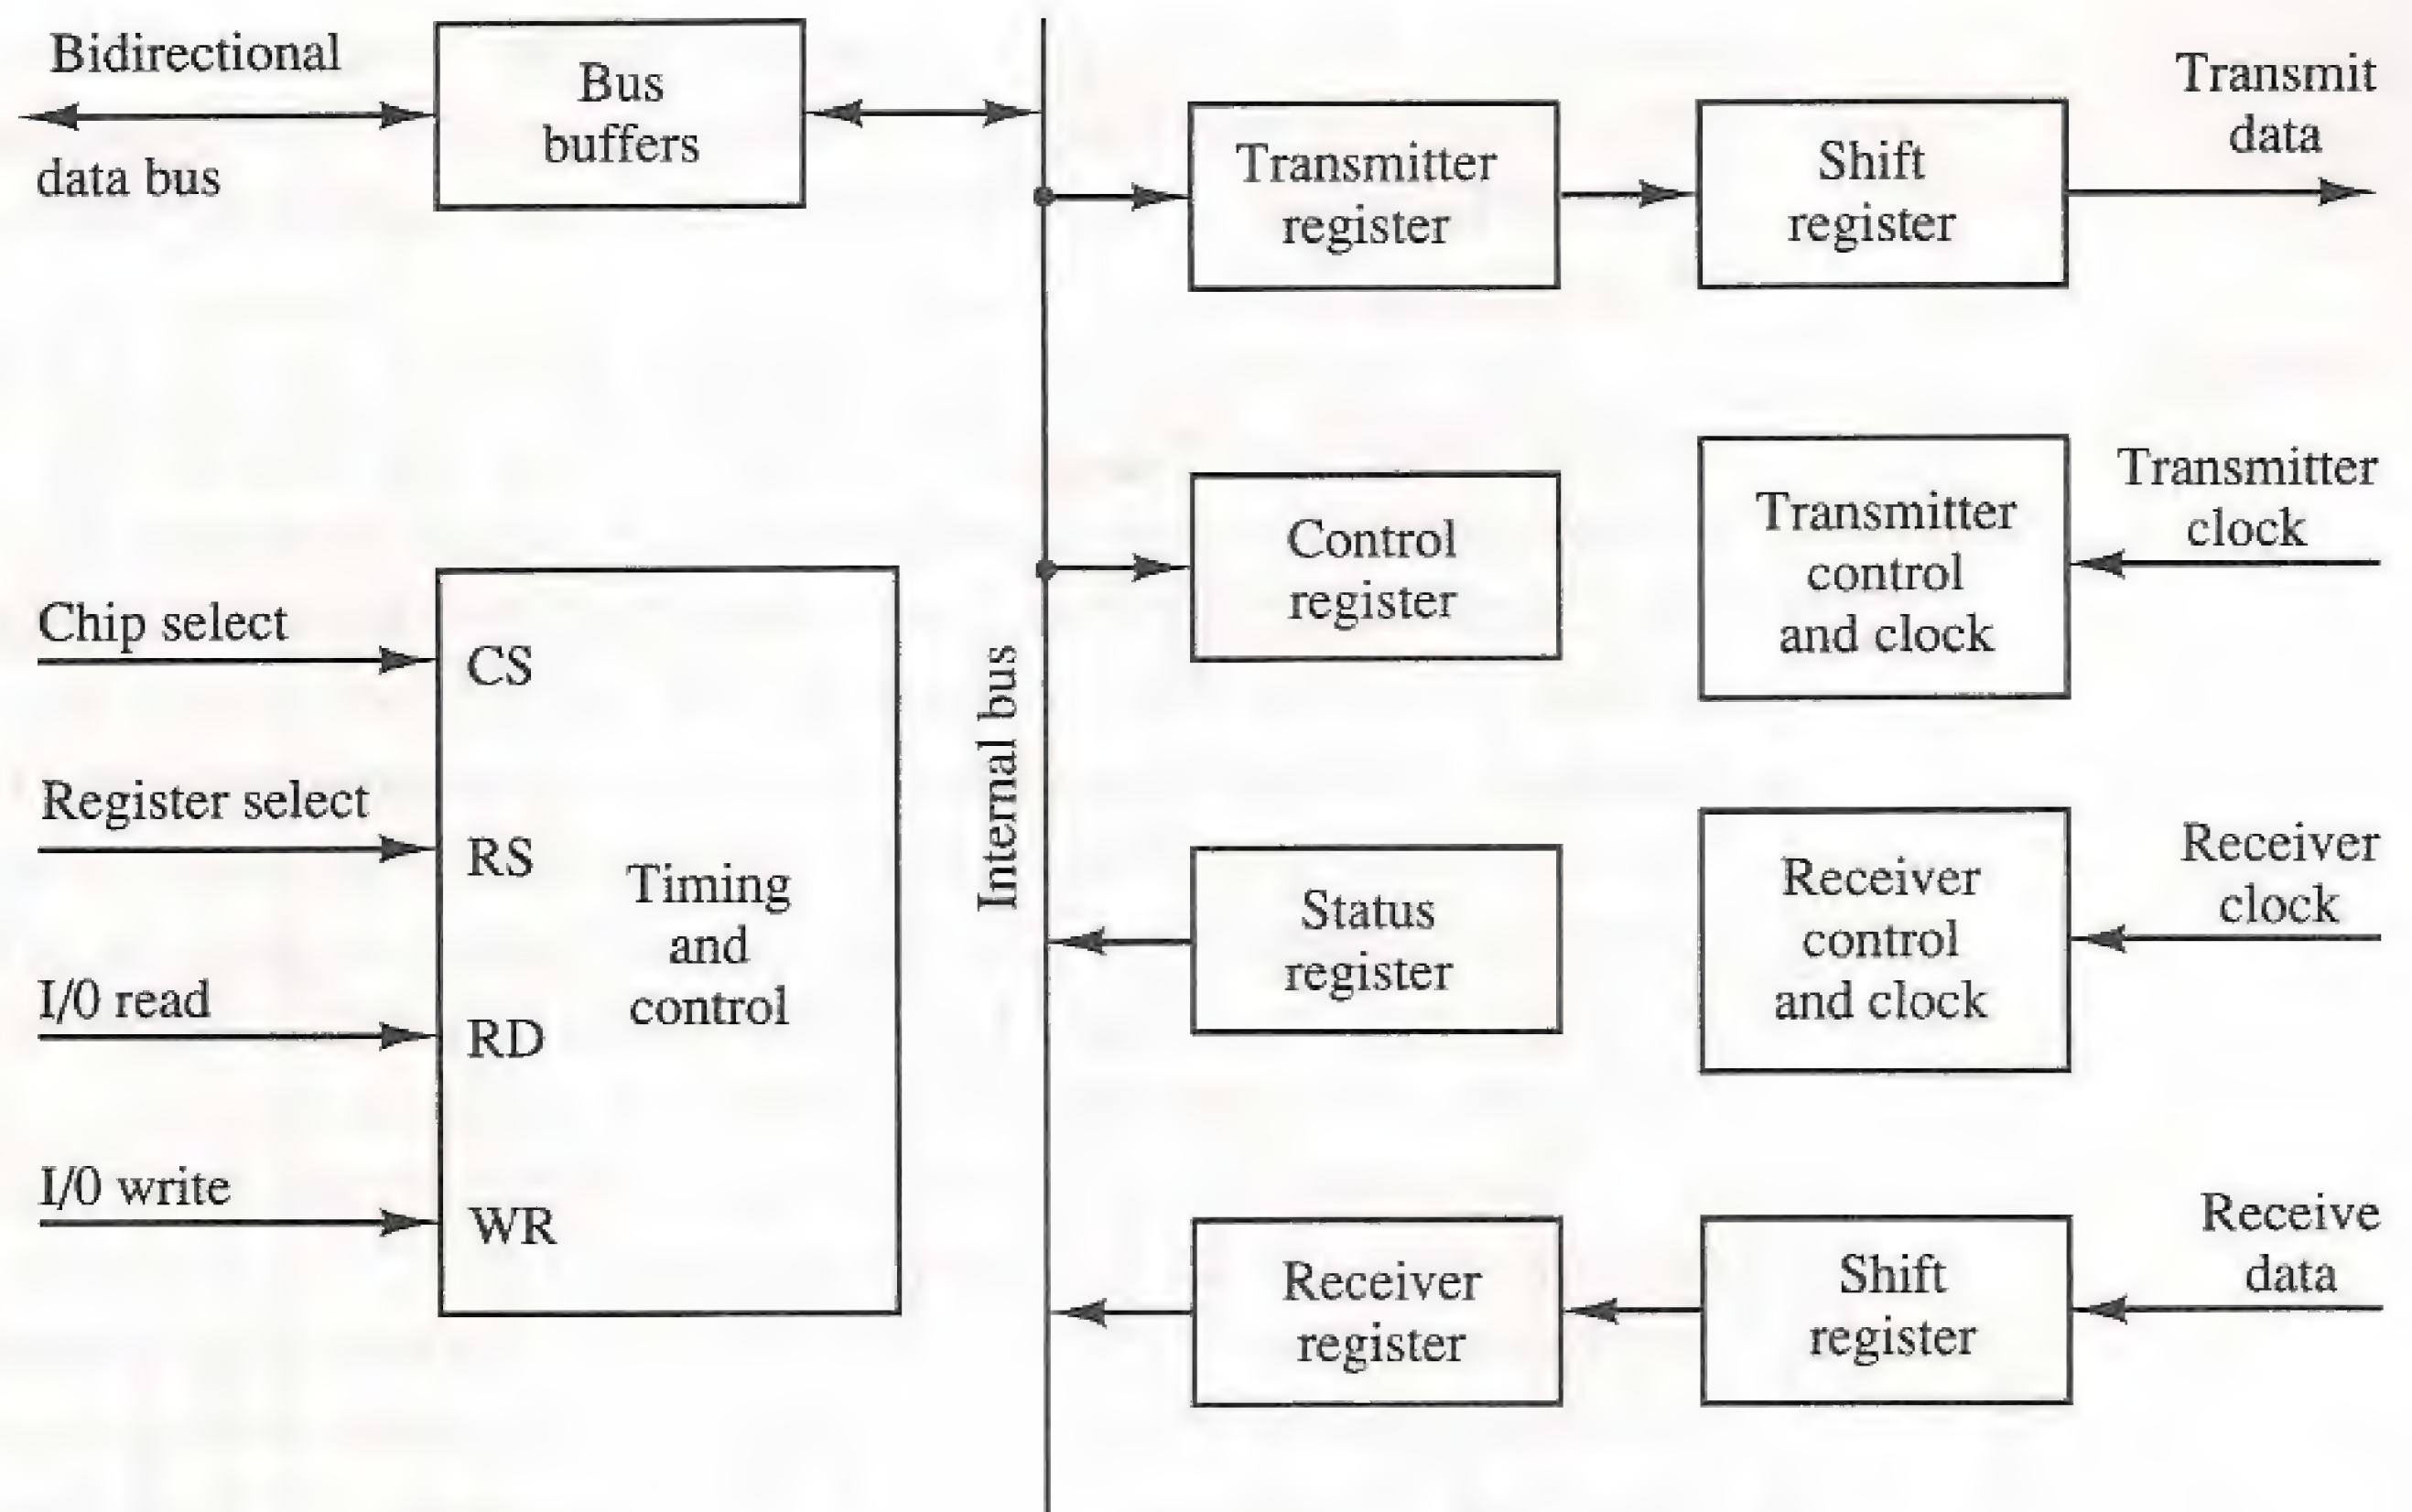 Bidirectional
data bus
Bus
buffers
Transmitter
register
Shift
register
Transmit
data
Control
register
Transmitter
control
and clock
Transmitter
clock
Chip select
CS
Register select
RS
I/0 read
RD
I/0 write
WR
Timing
and
control
Internal bus
Status
register
Receiver
control
and clock
Receiver
clock
Receiver
register
Shift
register
Receive
data